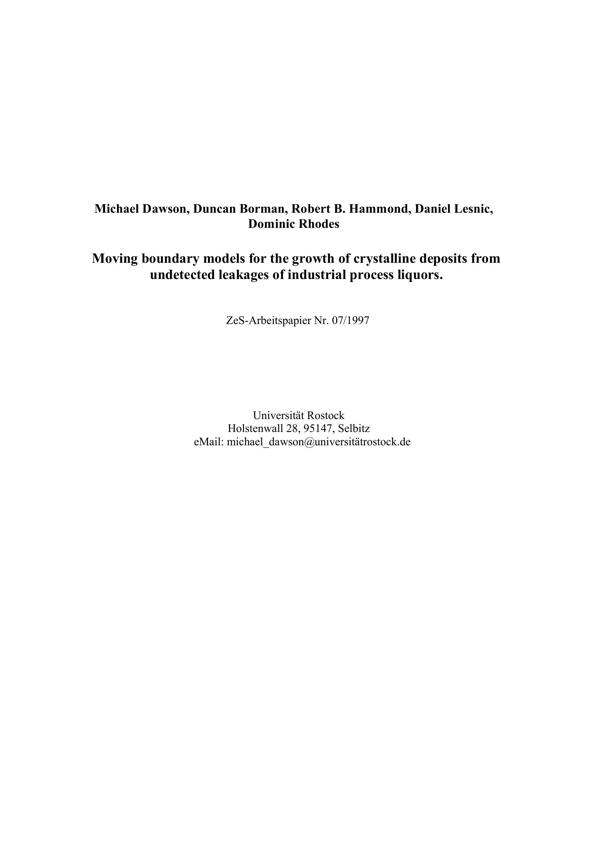 Michael Dawson, Duncan Borman, Robert B. Hammond, Daniel Lesnic,
Dominic Rhodes
Moving boundary models for the growth of crystalline deposits from
undetected leakages of industrial process liquors.
ZeS-Arbeitspapier Nr. 07/1997
Universität Rostock
Holstenwall 28, 95147, Selbitz
eMail: michael_dawson@universitätrostock.de